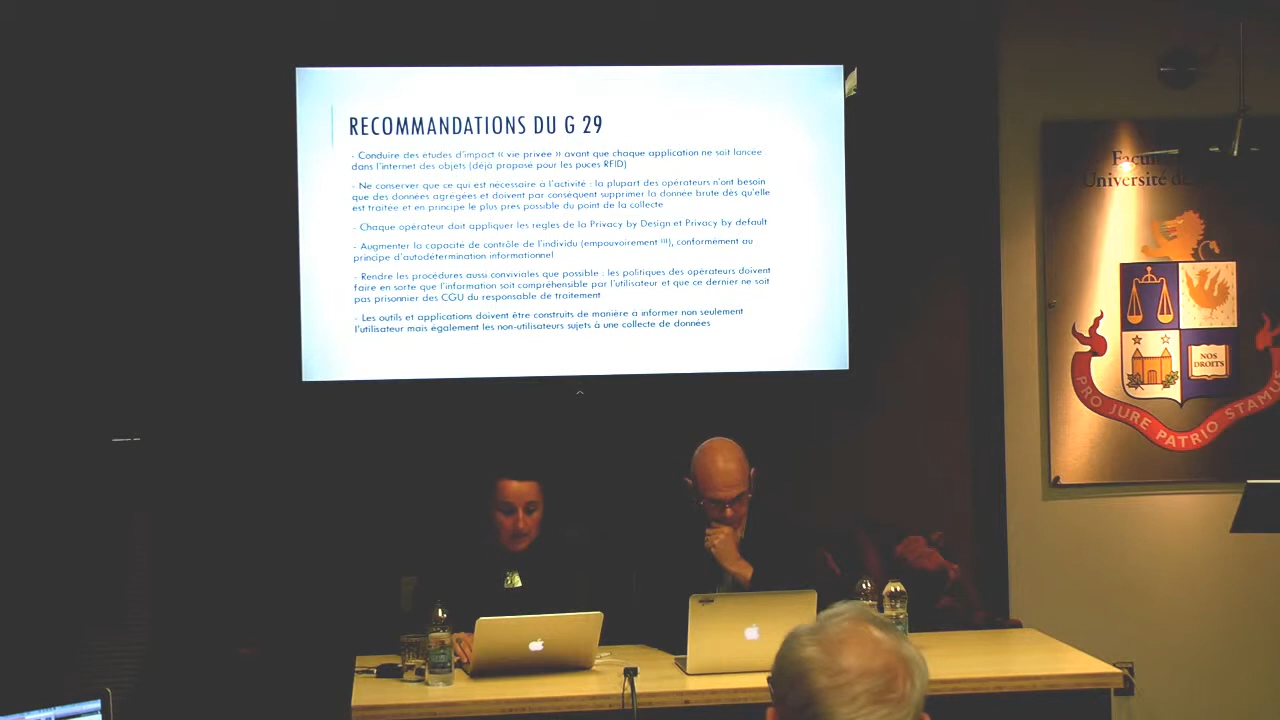 RECOMMANDATIONS DU G 29
- Conduire des études d'impact « vie privée » avant que chaque application ne soit lancée
dans l'internet des objets (déjà proposé pour les puces RFID)
- Ne conserver que ce qui est nécessaire à l'activité : la plupart des opérateurs n'ont besoin
que des données agrégées et doivent par conséquent supprimer la donnée brute dès qu'elle
est traitée et en principe le plus près possible du point de la collecte
- Chaque opérateur doit appliquer les règles de la Privacy by Design et Privacy by default
- Augmenter la capacité de contrôle de l'individu (empouvoirement !!!), conformément au
principe d'autodétermination informationnel
- Rendre les procédures aussi conviviales que possible : les politiques des opérateurs doivent
faire en sorte que l'information soit compréhensible par l'utilisateur et que ce dernier ne soit
pas prisonnier des CGU du responsable de traitement
- Les outils et applications doivent être construits de manière à informer non seulement
l'utilisateur mais également les non-utilisateurs sujets à une collecte de données
Université
NOS
DROITS
PRO JURE PATRIO STAMUS